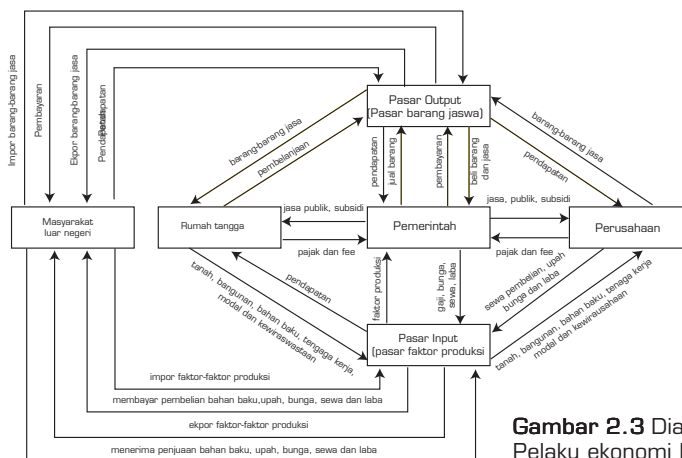 Impor barang-barang jasa
Pembayaran
Ekpor barang-barang jasa
Pendapatan
Pasar Output
(Pasar barang jaswa)
barang-barang jasa
pembelanjaan
pendapatan
jual barang
pembayaran
beli barang
dan jasa
barang-barang jasa
pendapatan
Masyarakat
luar negeri
Rumah tangga
jasa publik, subsidi
pajak dan fee
Pemerintah
jasa, publik, subsidi
pajak dan fee
Perusahaan
tanah, bangunan, bahan baku, tengaga kerja,
modal dan kewiraswastaan
pendapatan
faktor produksi
gaji, bunga,
sewa, laba
sewa pembelian, upah
bunga dan laba
tanah, bangunan, bahan baku, tenaga kerja
modal dan kewirausahaan
Pasar Input
(pasar faktor produksi
impor faktor-faktor produksi
membayar pembelian bahan baku,upah, bunga, sewa dan laba
ekpor faktor-faktor produksi
menerima penjuaan bahan baku, upah, bunga, sewa dan laba
Gambar 2.3 Dia
Pelaku ekonomi